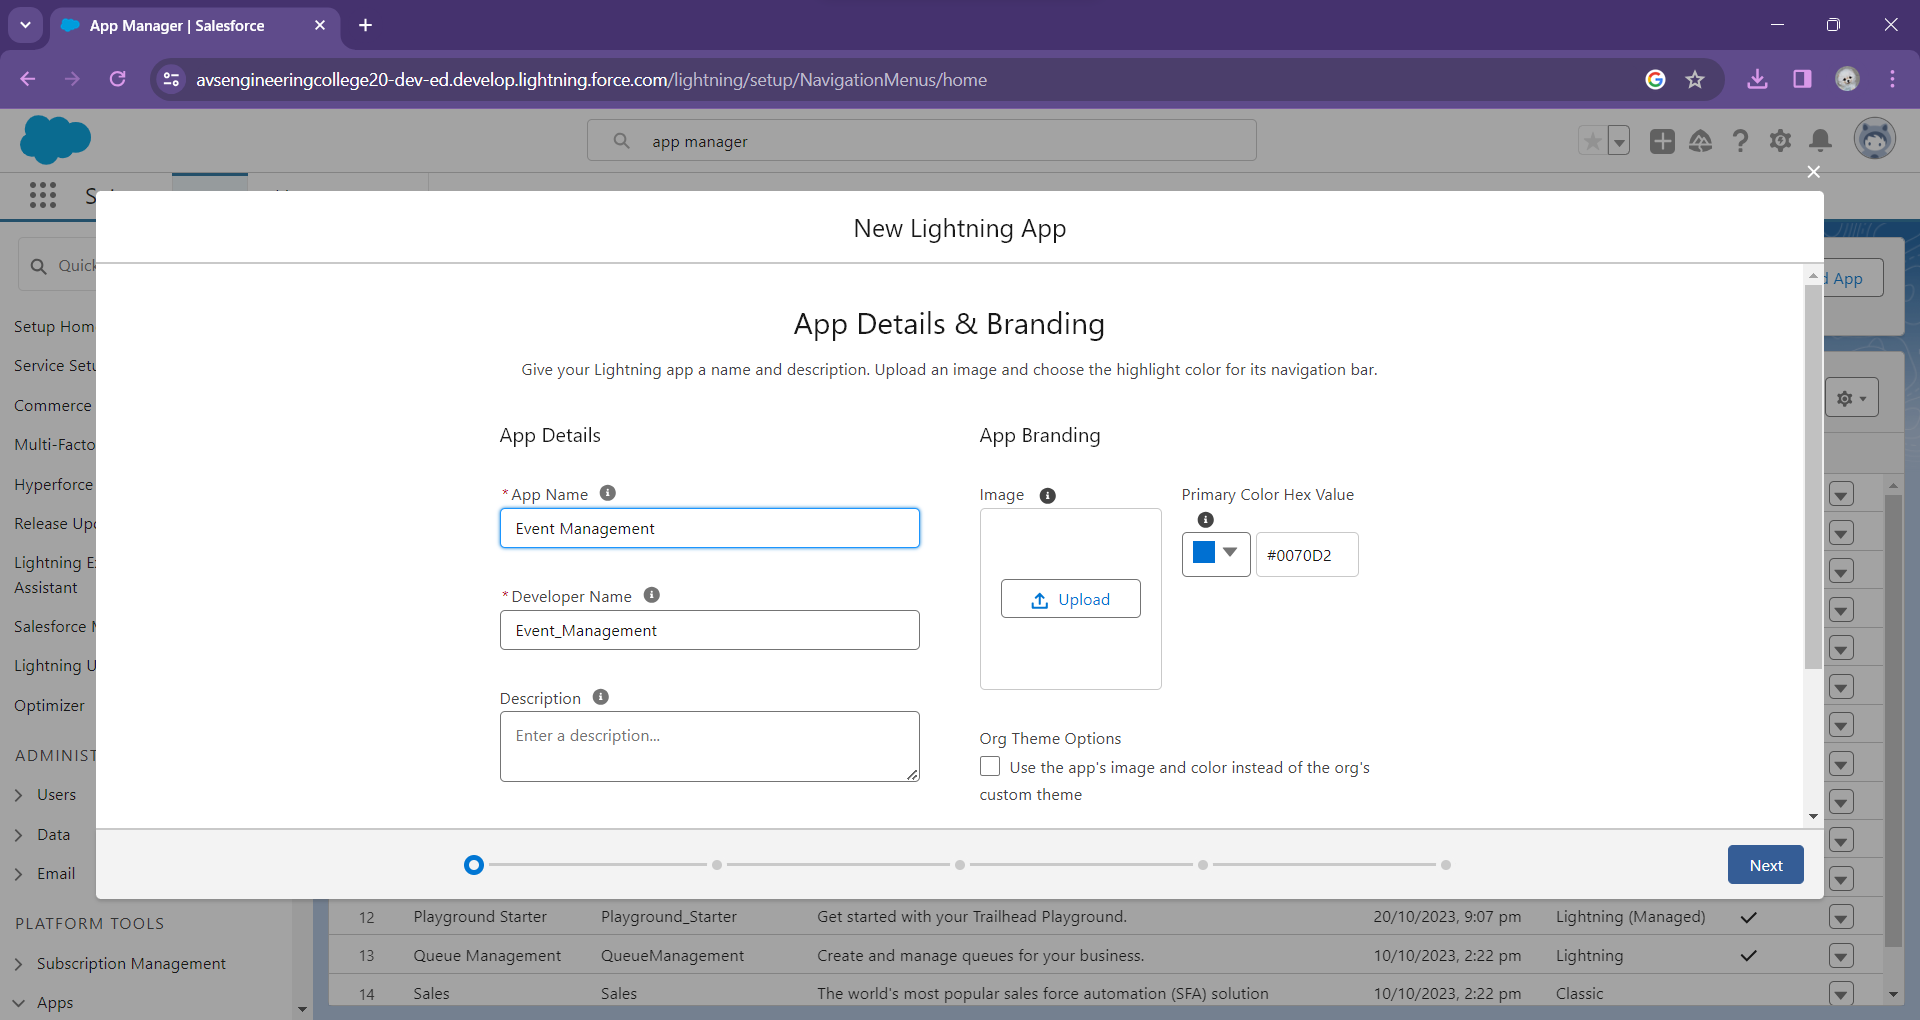 App Manager | Salesforce
avsengineeringcollege20-dev-ed.develop.lightning.force.com/lightning/setup/NavigationMenus/home
app manager
New Lightning App
Quick
App
App Details & Branding
Give your Lightning app a name and description. Upload an image and choose the highlight color for its navigation bar.
Setup Hom
Service Setu
Commerce
Multi-Facto
Hyperforce
Release Upd
Lightning E
Assistant
Salesforce
Lightning U
Optimizer
ADMINIST
Users
Data
Email
PLATFORM TOOLS
Subscription Management
Apps
App Details
*App Name
Event Management
*Developer Name
Event_Management
Description
Enter a description...
App Branding
Image
Upload
Primary Color Hex Value
#0070D2
Org Theme Options
Use the app's image and color instead of the org's
custom theme
Next
12 Playground Starter Playground_Starter Get started with your Trailhead Playground. 20/10/2023, 9:07 pm Lightning (Managed)
13 Queue Management QueueManagement Create and manage queues for your business. 10/10/2023, 2:22 pm Lightning
14 Sales Sales The world's most popular sales force automation (SFA) solution 10/10/2023, 2:22 pm Classic